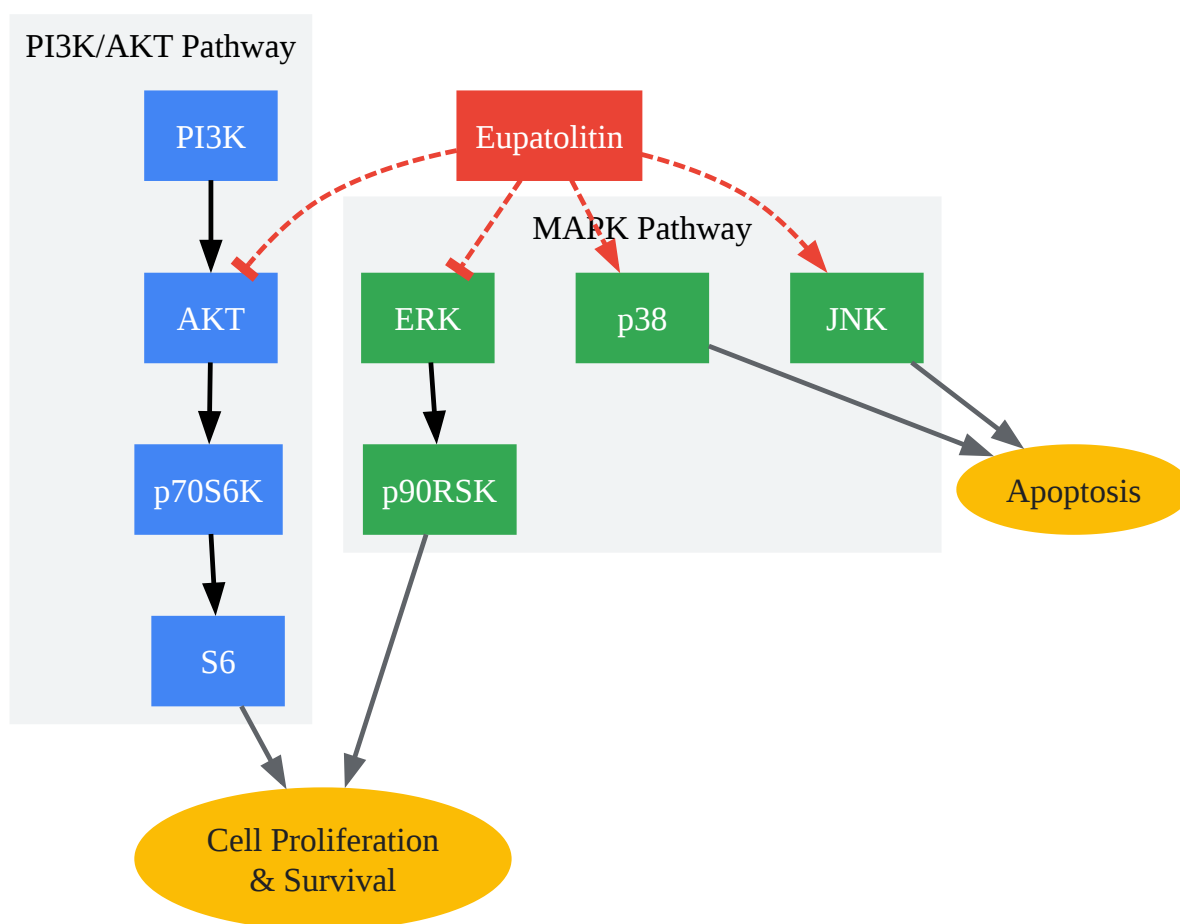 PI3K/AKT Pathway
PI3K
Eupatolitin
MAPK Pathway
AKT
ERK
p38
JNK
p70S6K
p90RSK
Apoptosis
S6
Cell Proliferation
& Survival